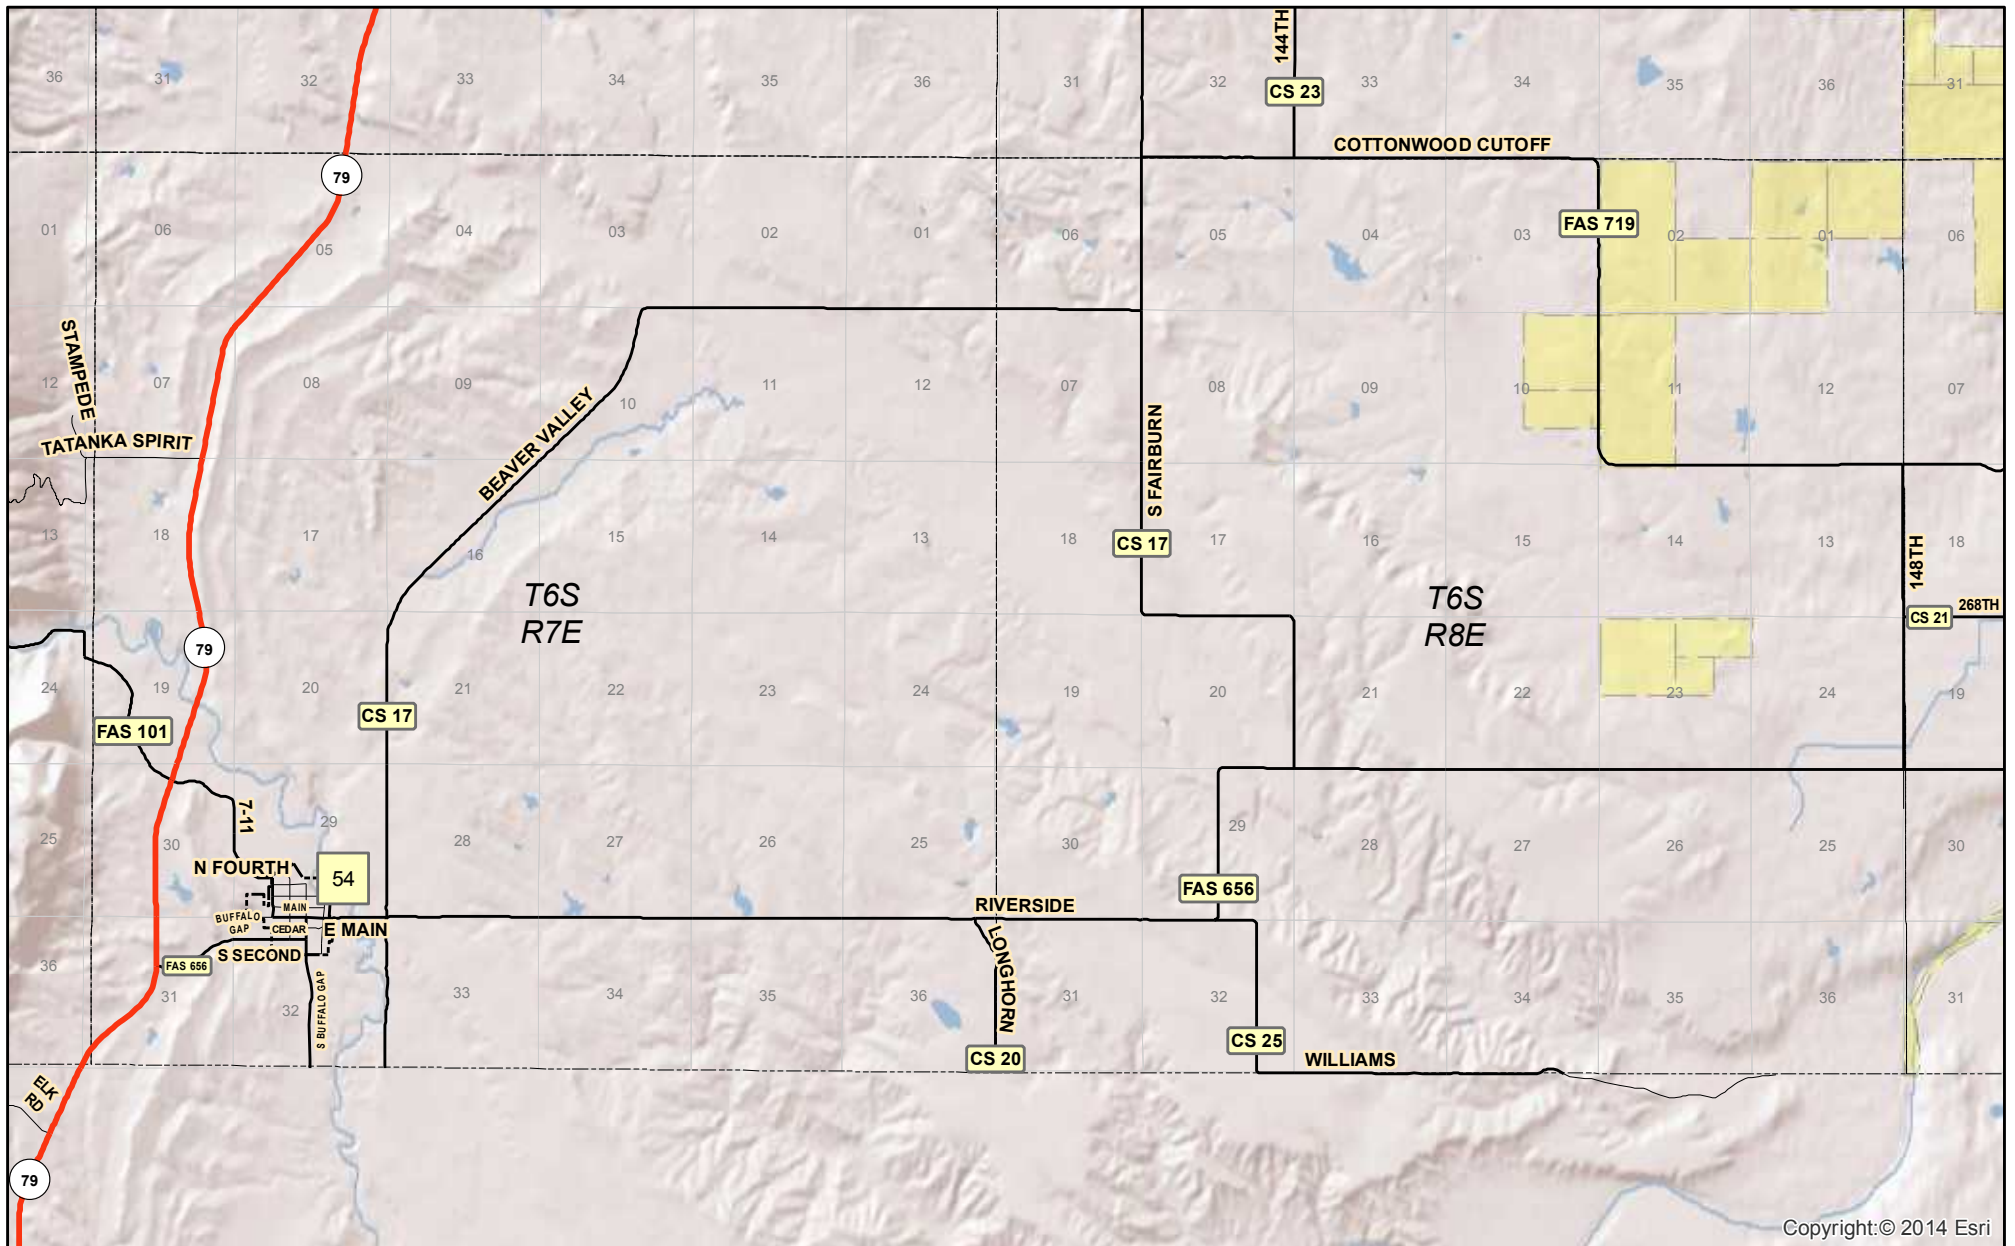 144TH
36 31 32 33 34 35 36 31 32 33 34 35 36 31
CS 23
COTTONWOOD CUTOFF
79
FAS 719
01 06 05 04 03 02 01 06 05 04 03 02 01 06
STAMPEDE
12 07 08 09 10 11 12 07 08 09 10 11 12 07
BEAVER VALLEY
S FAIRBURN
TATANKA SPIRIT
13 18 17 16 15 14 13 18 17 16 15 14 13 18
CS 17
148TH
T6S
R7E
T6S
R8E
268TH
CS 21
79
24 19 20 21 22 23 24 19 20 21 22 23 24 19
CS 17
FAS 101
7-11
25 30 29 28 27 26 25 30 29 28 27 26 25 30
N FOURTH
54
FAS 656
MAIN
RIVERSIDE
BUFFALO
GAP
CEDAR
E MAIN
S SECOND
FAS 656
LONGHORN
36 31 32 33 34 35 36 31 32 33 34 35 36 31
S BUFFALO GAP
CS 25
CS 20
WILLIAMS
ELK
RD
79
Copyright:© 2014 Esri